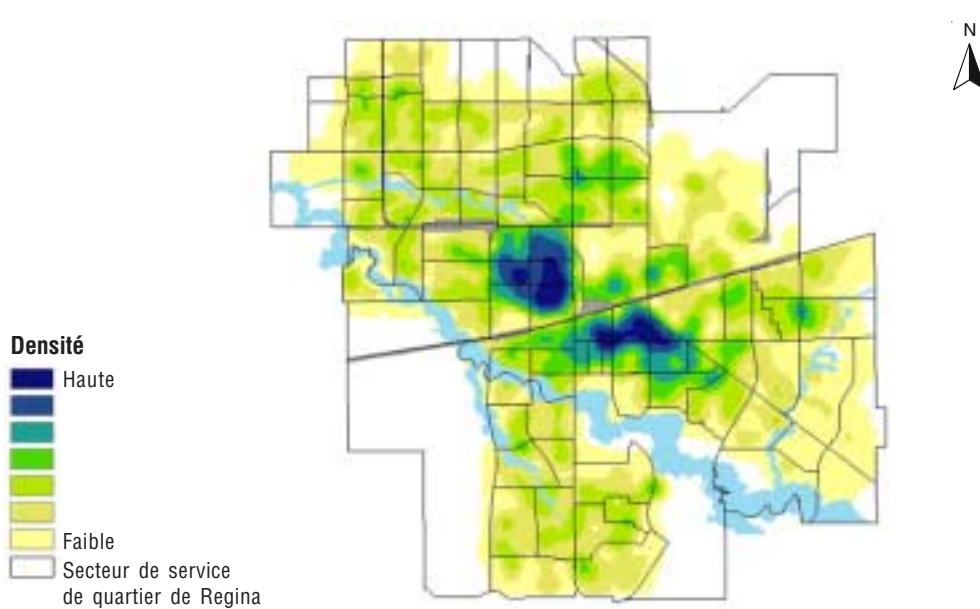 N
Densité
Haute
Faible
Secteur de service
de quartier de Regina